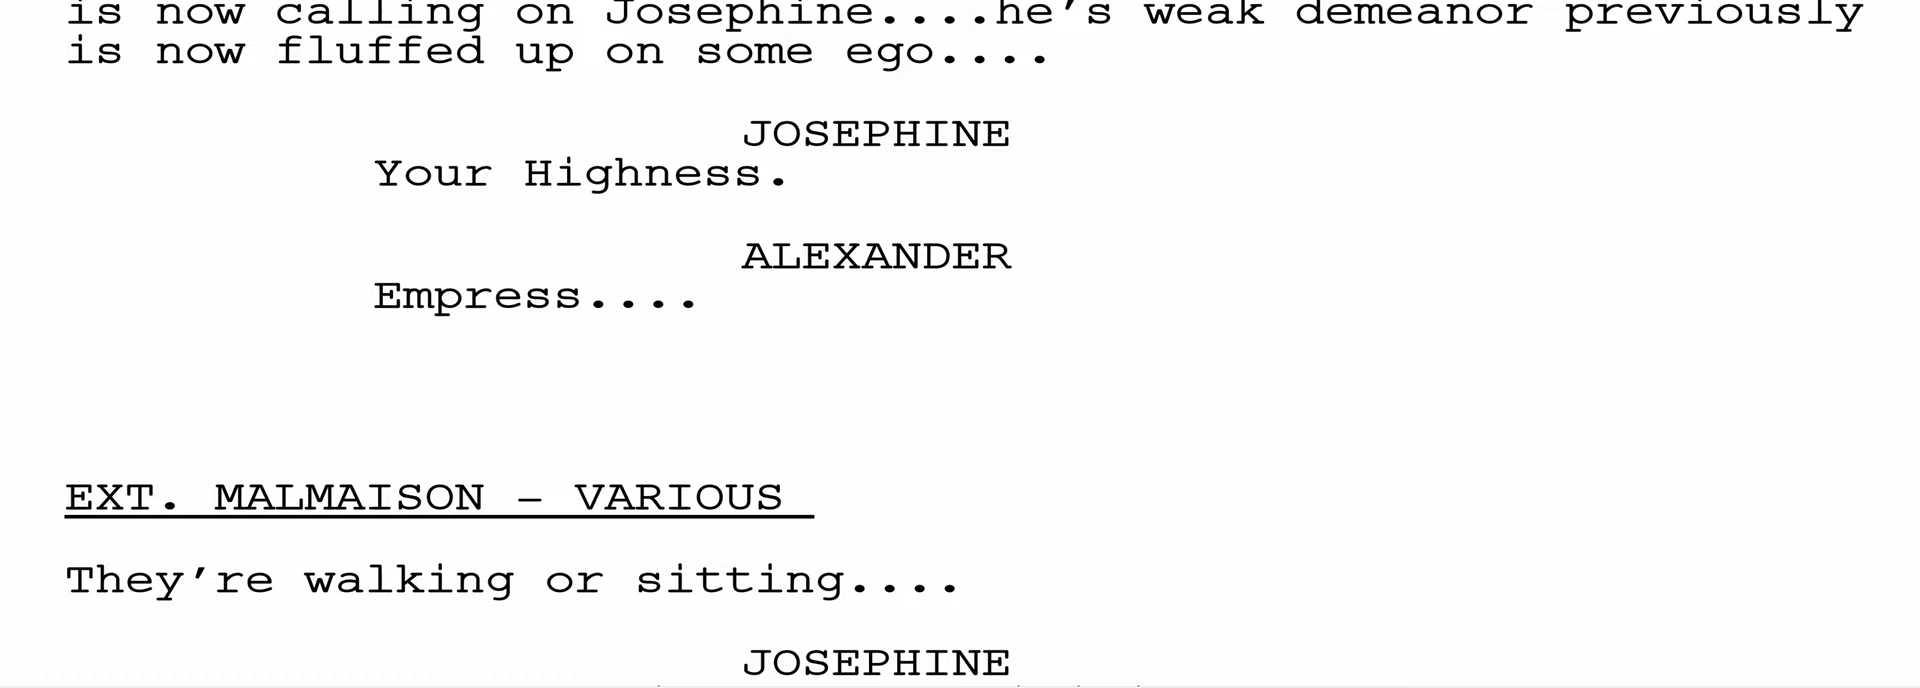 is now calling on Josephine....he's weak demeanor previously
is now fluffed up on some ego....
JOSEPHINE
Your Highness.
ALEXANDER
Empress....
EXT. MALMAISON – VARIOUS
They're walking or sitting....
JOSEPHINE